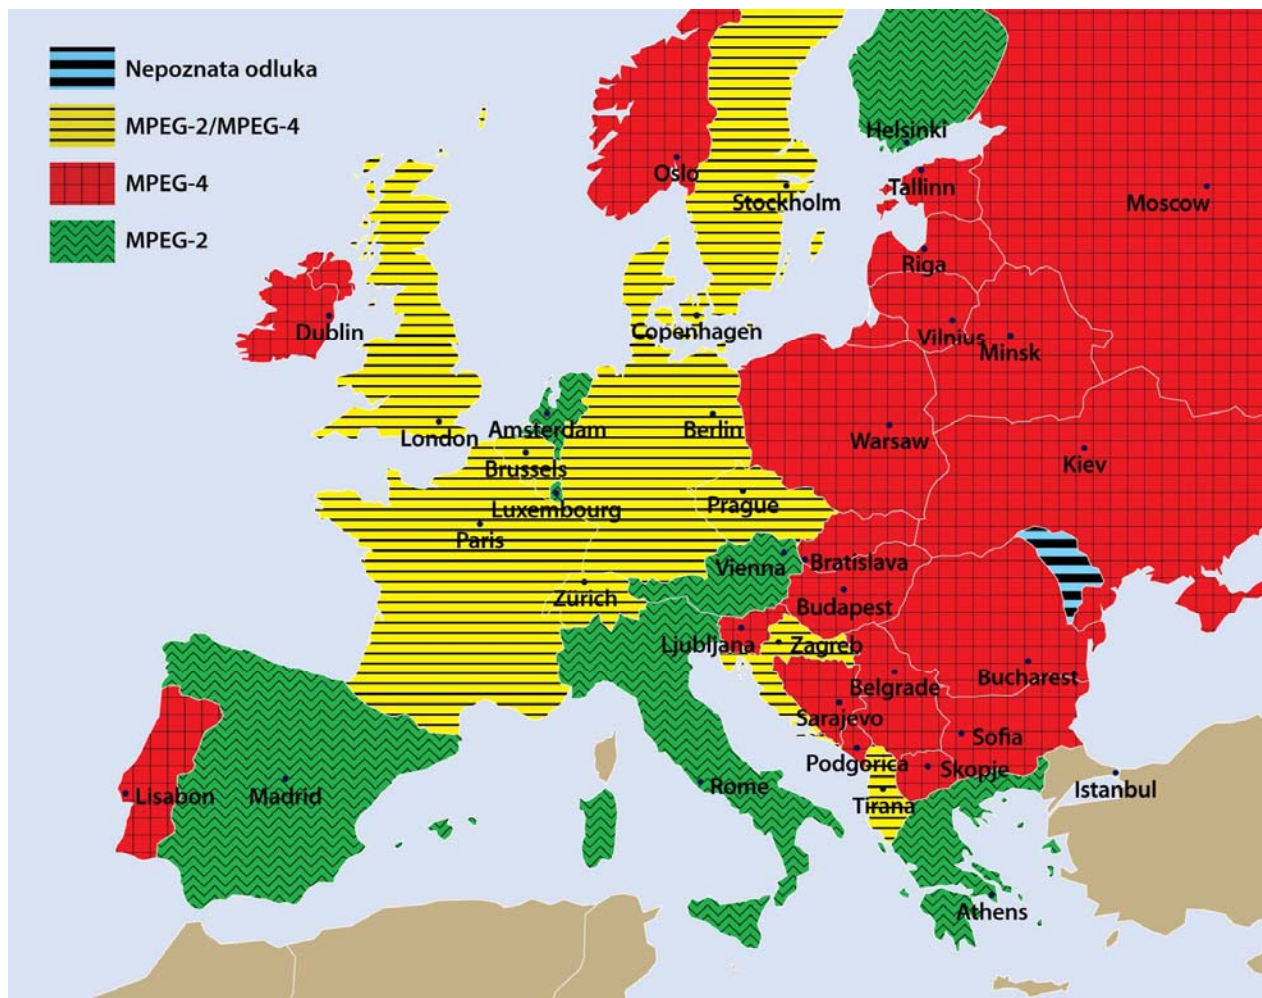 Nepoznata odluka
MPEG-2/MPEG-4
MPEG-4
MPEG-2
Helsinki
Oslo
Tallinn
Stockholm
Moscow
Riga
Dublin
Copenhagen
Vilnius
Minsk
London
Amsterdam
Berlin
Warsaw
Brussels
Kiev
Luxembourg
Prague
Paris
Vienna
Bratislava
Zürich
Budapest
Ljubljana
Zagreb
Belgrade
Bucharest
Sarajevo
Sofia
Podgorica
Skopje
Lisabon
Madrid
Rome
Tirana
Istanbul
Athens